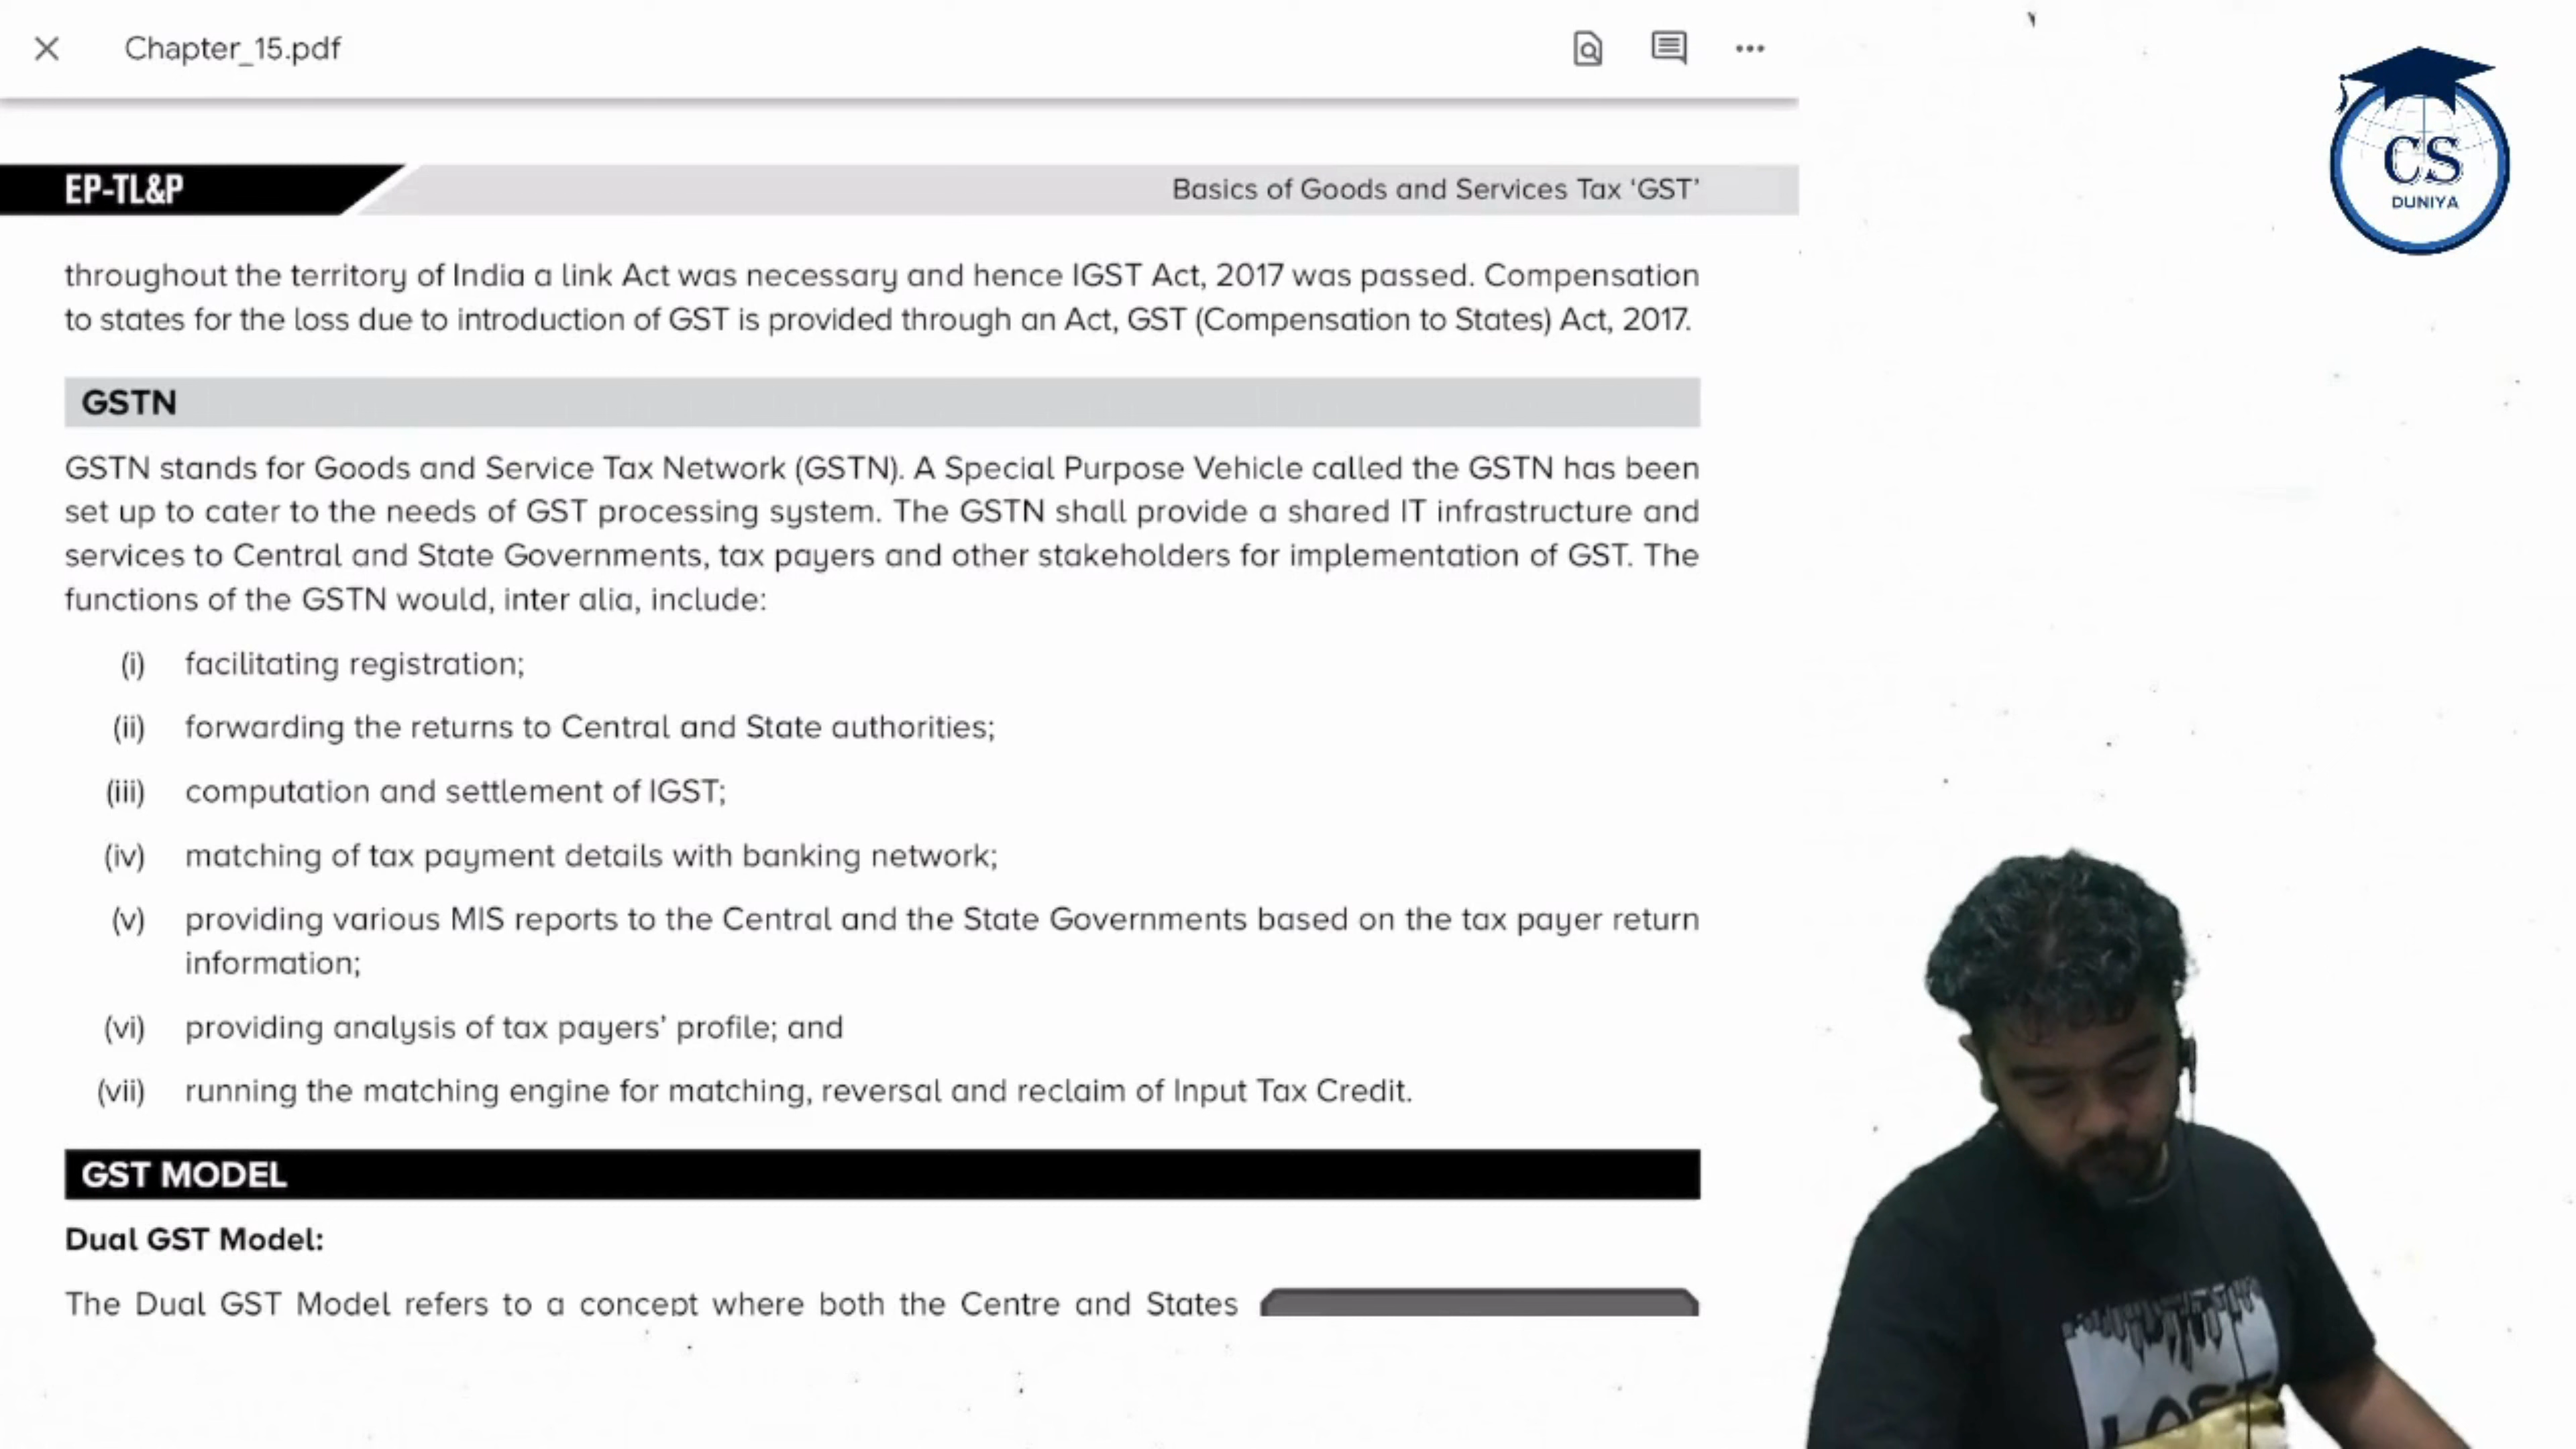 Chapter_15.pdf
CS
DUNIYA
EP-TL&P
Basics of Goods and Services Tax ‘GST’
throughout the territory of India a link Act was necessary and hence IGST Act, 2017 was passed. Compensation
to states for the loss due to introduction of GST is provided through an Act, GST (Compensation to States) Act, 2017.
GSTN
GSTN stands for Goods and Service Tax Network (GSTN). A Special Purpose Vehicle called the GSTN has been
set up to cater to the needs of GST processing system. The GSTN shall provide a shared IT infrastructure and
services to Central and State Governments, tax payers and other stakeholders for implementation of GST. The
functions of the GSTN would, inter alia, include:
(i) facilitating registration;
(ii) forwarding the returns to Central and State authorities;
(iii) computation and settlement of IGST;
(iv) matching of tax payment details with banking network;
(v) providing various MIS reports to the Central and the State Governments based on the tax payer return
information;
(vi) providing analysis of tax payers’ profile; and
(vii) running the matching engine for matching, reversal and reclaim of Input Tax Credit.
GST MODEL
Dual GST Model:
The Dual GST Model refers to a concept where both the Centre and States